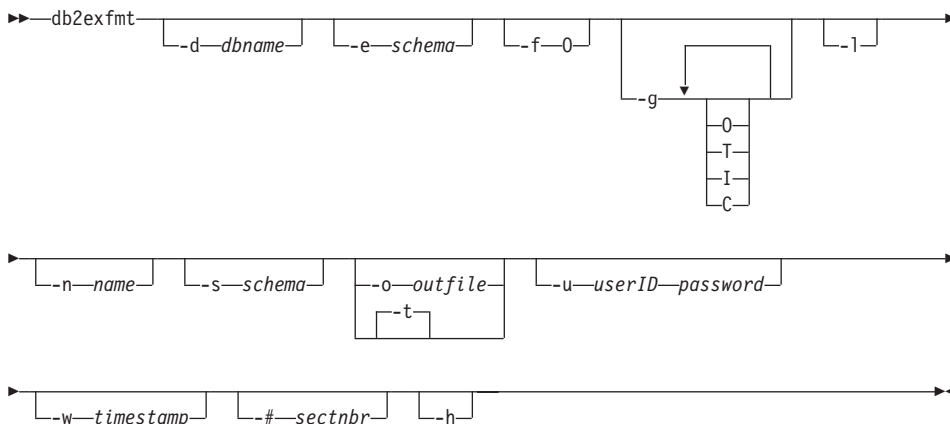 db2exfmt
-d dbname
-e schema
-f O
-g
O
T
I
C
-l
-n name
-s schema
-o outfile
-t
-u userID password
-w timestamp
-# sectnbr
-h